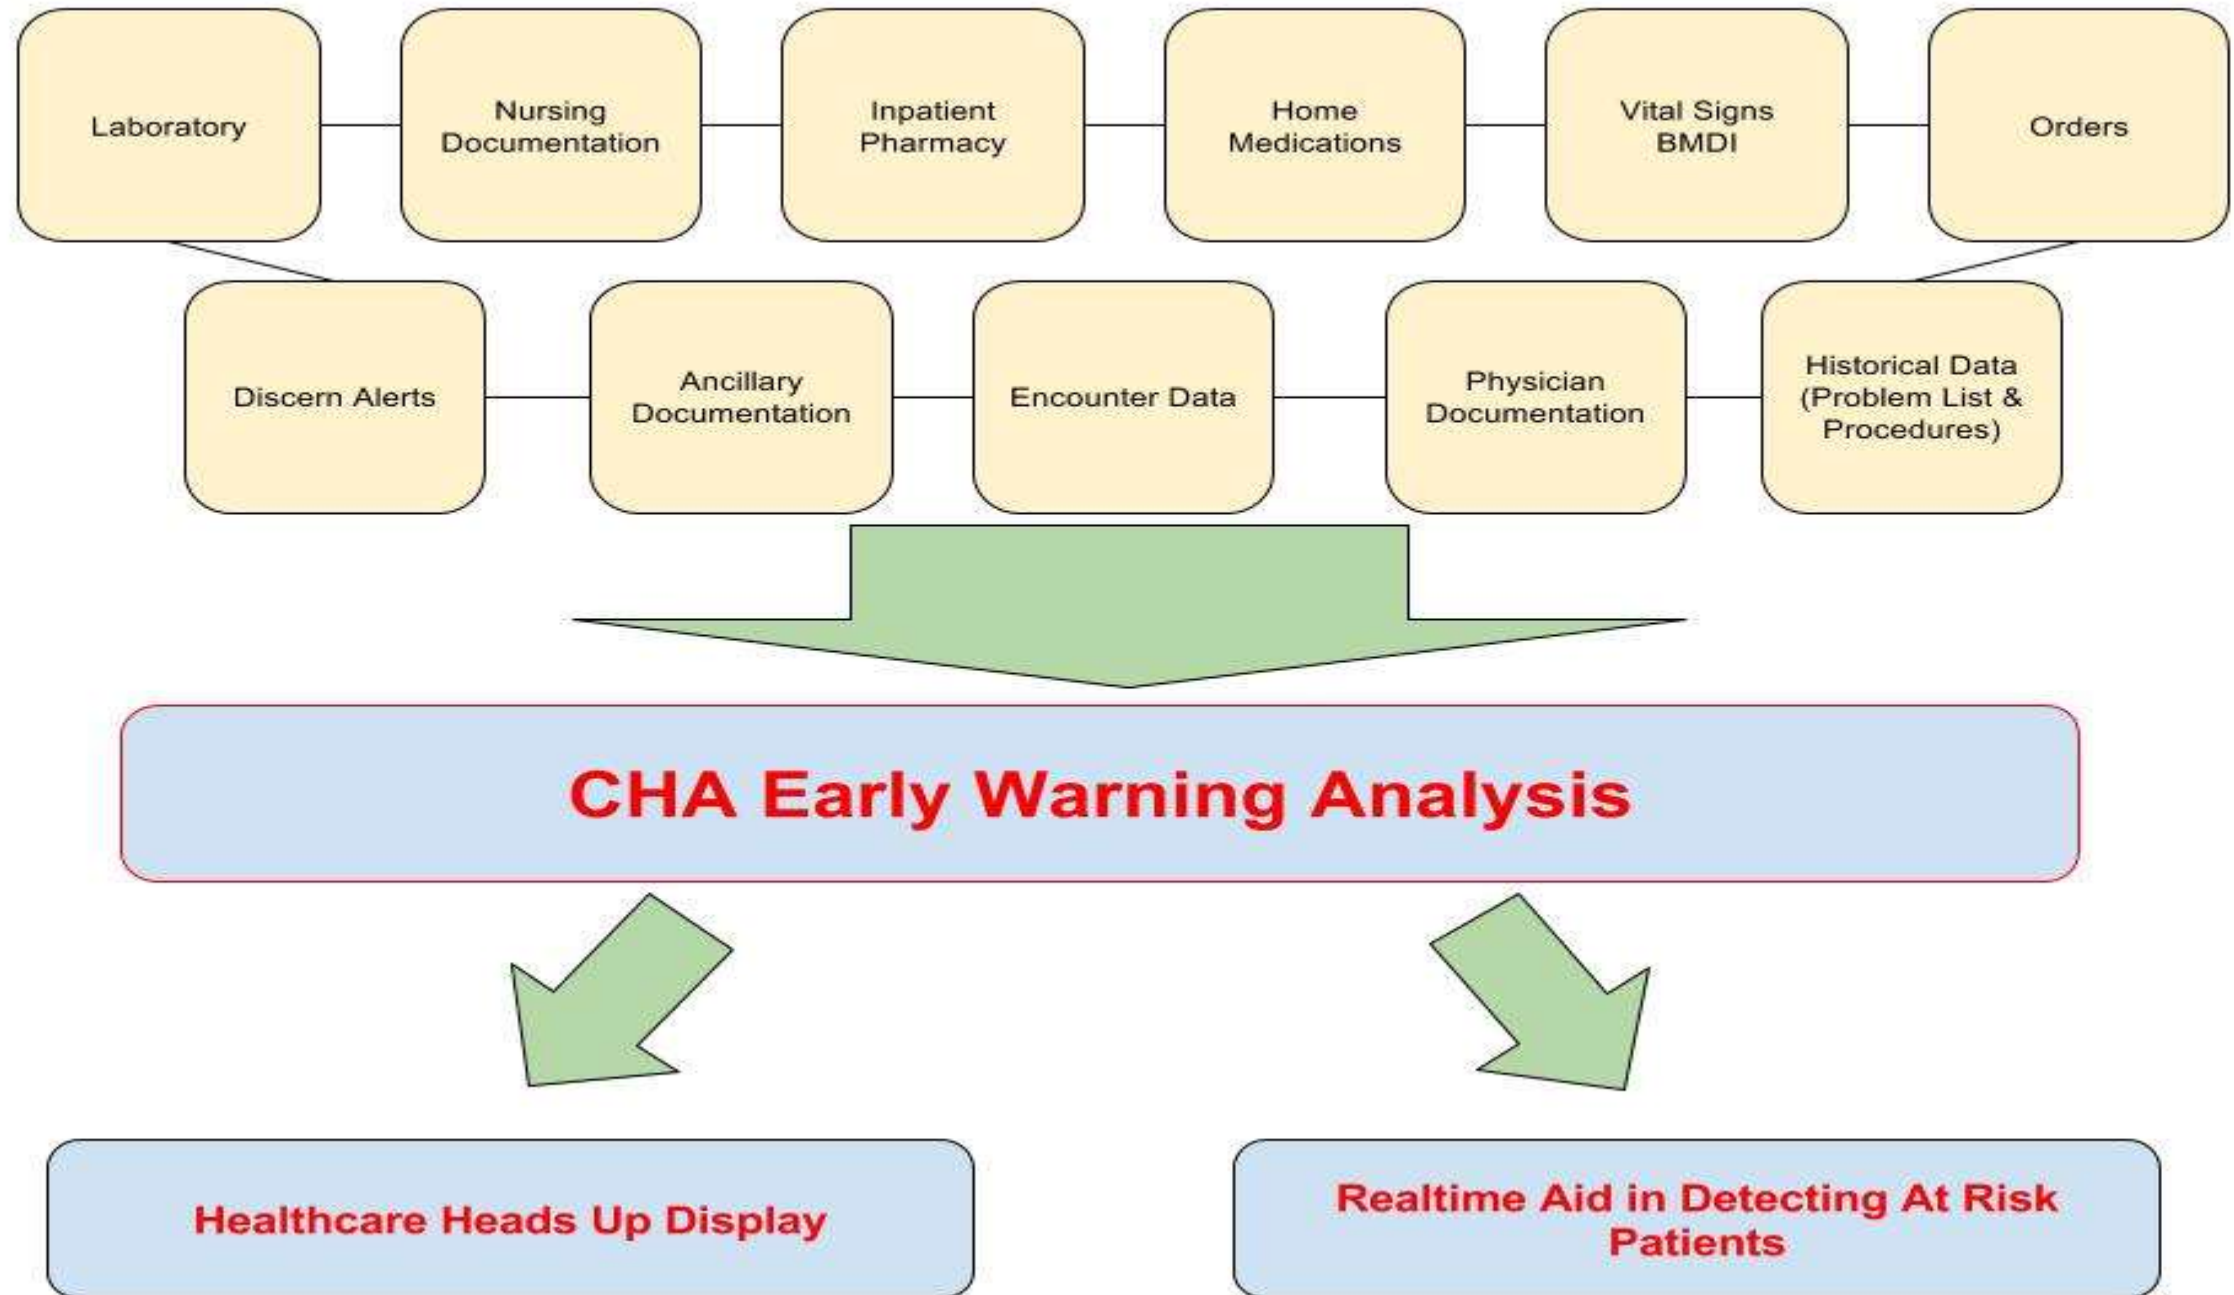 Laboratory
Nursing
Documentation
Inpatient
Pharmacy
Home
Medications
Vital Signs
BMDI
Orders
Discern Alerts
Ancillary
Documentation
Encounter Data
Physician
Documentation
Historical Data
(Problem List &
Procedures)
CHA Early Warning Analysis
Healthcare Heads Up Display
Realtime Aid in Detecting At Risk
Patients